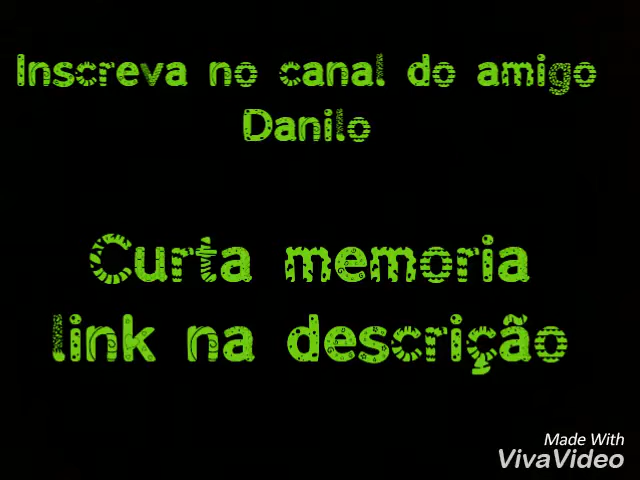 Inscreva no canal do amigo
Danilo
Curta memoria
link na descrição
Made With
VivaVideo